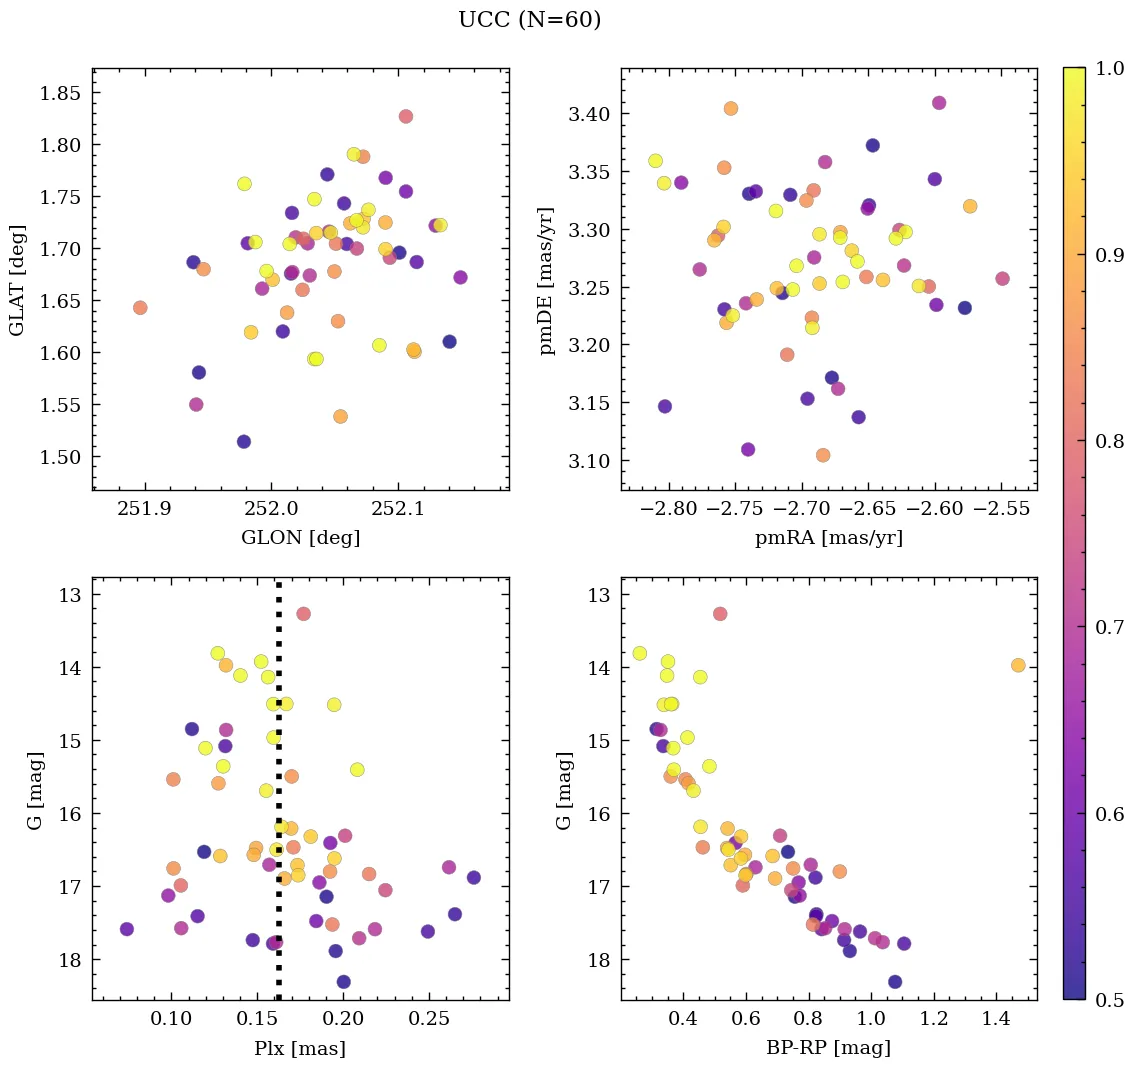 UCC (N=60)
1.85
1.80
1.75
1.70
1.65
1.60
1.55
1.50
GLAT [deg]
251.9 252.0 252.1
GLON [deg]
3.40
3.35
3.30
3.25
3.20
3.15
3.10
pmDE [mas/yr]
−2.80 −2.75 −2.70 −2.65 −2.60 −2.55
pmRA [mas/yr]
13
14
15
16
17
18
G [mag]
0.10 0.15 0.20 0.25
Plx [mas]
13
14
15
16
17
18
G [mag]
0.4 0.6 0.8 1.0 1.2 1.4
BP-RP [mag]
1.0
0.9
0.8
0.7
0.6
0.5